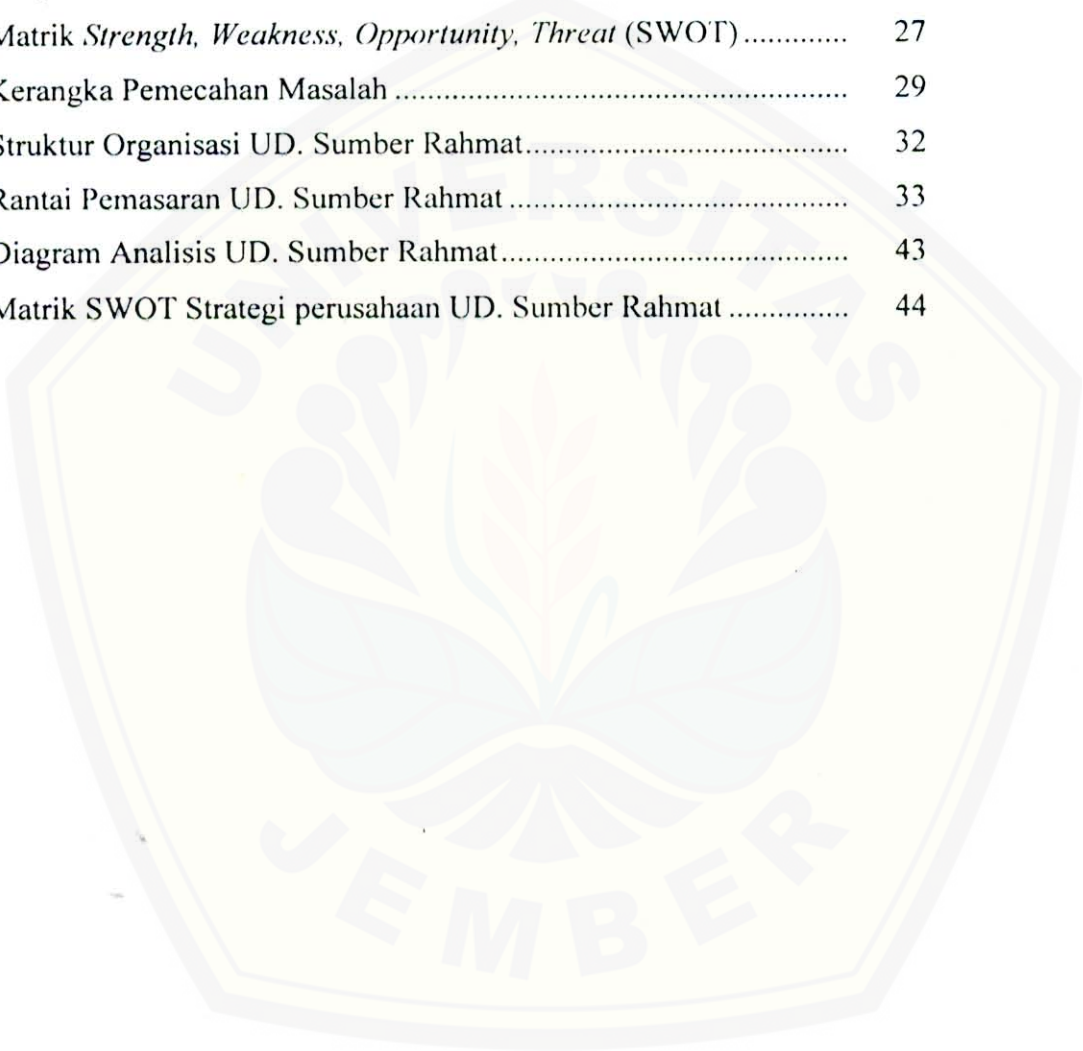 Matrik Strength, Weakness, Opportunity, Threat (SWOT)............. 27
Kerangka Pemecahan Masalah ........................................................ 29
Struktur Organisasi UD. Sumber Rahmat........................................ 32
Rantai Pemasaran UD. Sumber Rahmat .......................................... 33
Diagram Analisis UD. Sumber Rahmat........................................... 43
Matrik SWOT Strategi perusahaan UD. Sumber Rahmat ............... 44
UNIVERSITAS
JEMBER